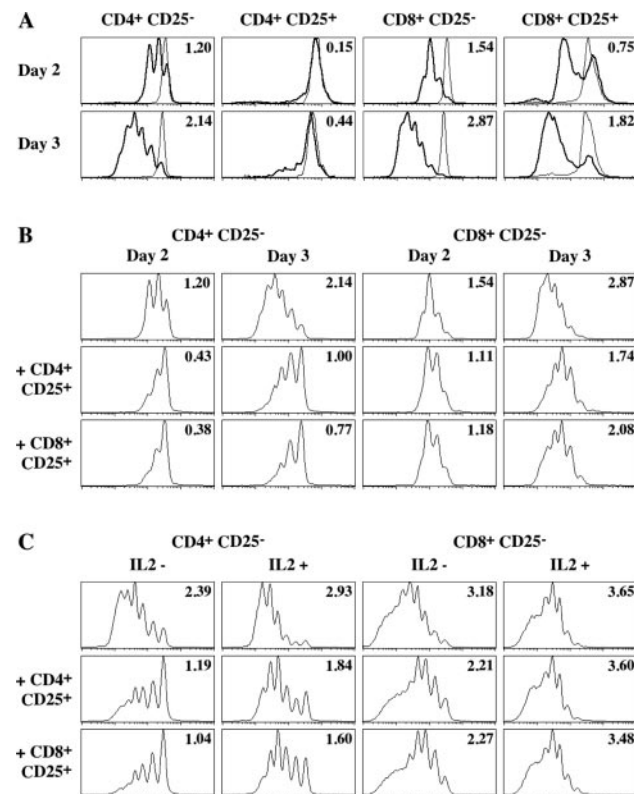 A
CD4+ CD25- CD4+ CD25+ CD8+ CD25- CD8+ CD25+
Day 2 1.20 0.15 1.54 0.75
Day 3 2.14 0.44 2.87 1.82
B
CD4+ CD25- CD8+ CD25-
Day 2 Day 3 Day 2 Day 3
1.20 2.14 1.54 2.87
+ CD4+ CD25+ 0.43 1.00 1.11 1.74
+ CD8+ CD25+ 0.38 0.77 1.18 2.08
C
CD4+ CD25- CD8+ CD25-
IL2 - IL2 + IL2 - IL2 +
2.39 2.93 3.18 3.65
+ CD4+ CD25+ 1.19 1.84 2.21 3.60
+ CD8+ CD25+ 1.04 1.60 2.27 3.48